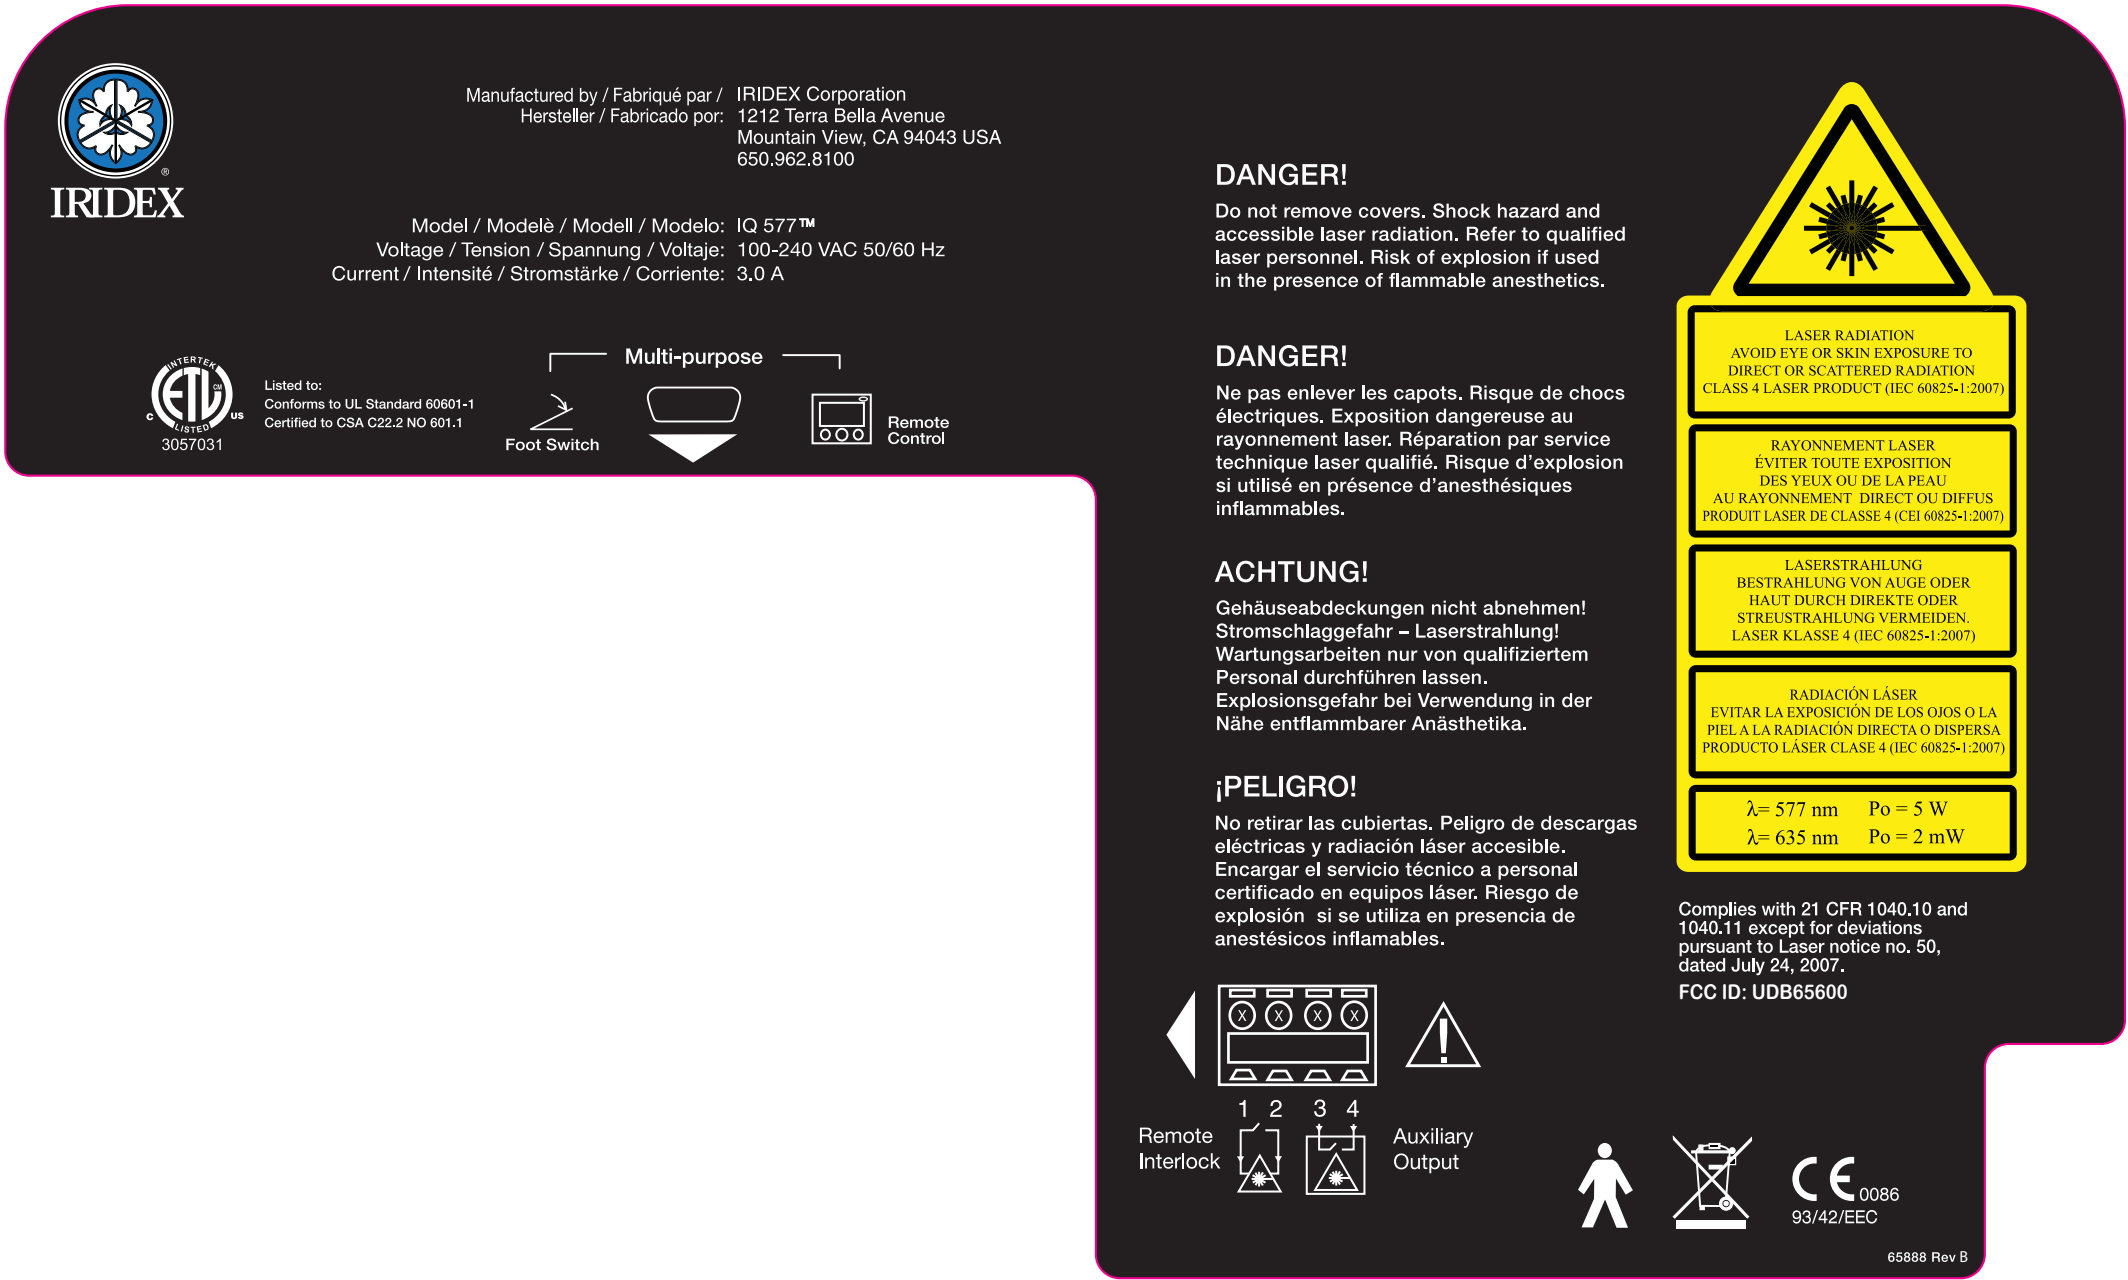 ®
IRIDEX
Manufactured by / Fabriqué par / IRIDEX Corporation
Hersteller / Fabricado por: 1212 Terra Bella Avenue
Mountain View, CA 94043 USA
650.962.8100
Model / Modelè / Modell / Modelo: IQ 577™
Voltage / Tension / Spannung / Voltaje: 100-240 VAC 50/60 Hz
Current / Intensité / Stromstärke / Corriente: 3.0 A
INTERTEK
ETL CM
C US
LISTED
3057031
Listed to:
Conforms to UL Standard 60601-1
Certified to CSA C22.2 NO 601.1
Multi-purpose
Foot Switch
Remote
Control
DANGER!
Do not remove covers. Shock hazard and
accessible laser radiation. Refer to qualified
laser personnel. Risk of explosion if used
in the presence of flammable anesthetics.
DANGER!
Ne pas enlever les capots. Risque de chocs
électriques. Exposition dangereuse au
rayonnement laser. Réparation par service
technique laser qualifié. Risque d'explosion
si utilisé en présence d'anesthésiques
inflammables.
ACHTUNG!
Gehäuseabdeckungen nicht abnehmen!
Stromschlaggefahr – Laserstrahlung!
Wartungsarbeiten nur von qualifiziertem
Personal durchführen lassen.
Explosionsgefahr bei Verwendung in der
Nähe entflammbarer Anästhetika.
¡PELIGRO!
No retirar las cubiertas. Peligro de descargas
eléctricas y radiación láser accesible.
Encargar el servicio técnico a personal
certificado en equipos láser. Riesgo de
explosión si se utiliza en presencia de
anestésicos inflamables.
X X X X
1 2 3 4
Remote
Interlock
Auxiliary
Output
LASER RADIATION
AVOID EYE OR SKIN EXPOSURE TO
DIRECT OR SCATTERED RADIATION
CLASS 4 LASER PRODUCT (IEC 60825-1:2007)
RAYONNEMENT LASER
ÉVITER TOUTE EXPOSITION
DES YEUX OU DE LA PEAU
AU RAYONNEMENT DIRECT OU DIFFUS
PRODUIT LASER DE CLASSE 4 (CEI 60825-1:2007)
LASERSTRAHLUNG
BESTRAHLUNG VON AUGE ODER
HAUT DURCH DIREKTE ODER
STREUSTRAHLUNG VERMEIDEN.
LASER KLASSE 4 (IEC 60825-1:2007)
RADIACIÓN LÁSER
EVITAR LA EXPOSICIÓN DE LOS OJOS O LA
PIEL A LA RADIACIÓN DIRECTA O DISPERSA
PRODUCTO LÁSER CLASE 4 (IEC 60825-1:2007)
λ= 577 nm Po = 5 W
λ= 635 nm Po = 2 mW
Complies with 21 CFR 1040.10 and
1040.11 except for deviations
pursuant to Laser notice no. 50,
dated July 24, 2007.
FCC ID: UDB65600
CE 0086
93/42/EEC
65888 Rev B